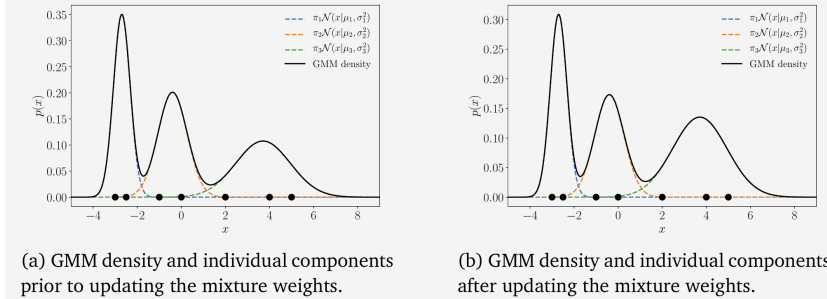 0.35
0.30
0.25
0.20
0.15
0.10
0.05
0.00
p(x)
−4 −2 0 2 4 6 8
x
π₁N(x|μ₁, σ₁²)
π₂N(x|μ₂, σ₂²)
π₃N(x|μ₃, σ₃²)
GMM density
(a) GMM density and individual components
prior to updating the mixture weights.
0.30
0.25
0.20
0.15
0.10
0.05
0.00
p(x)
−4 −2 0 2 4 6 8
x
π₁N(x|μ₁, σ₁²)
π₂N(x|μ₂, σ₂²)
π₃N(x|μ₃, σ₃²)
GMM density
(b) GMM density and individual components
after updating the mixture weights.